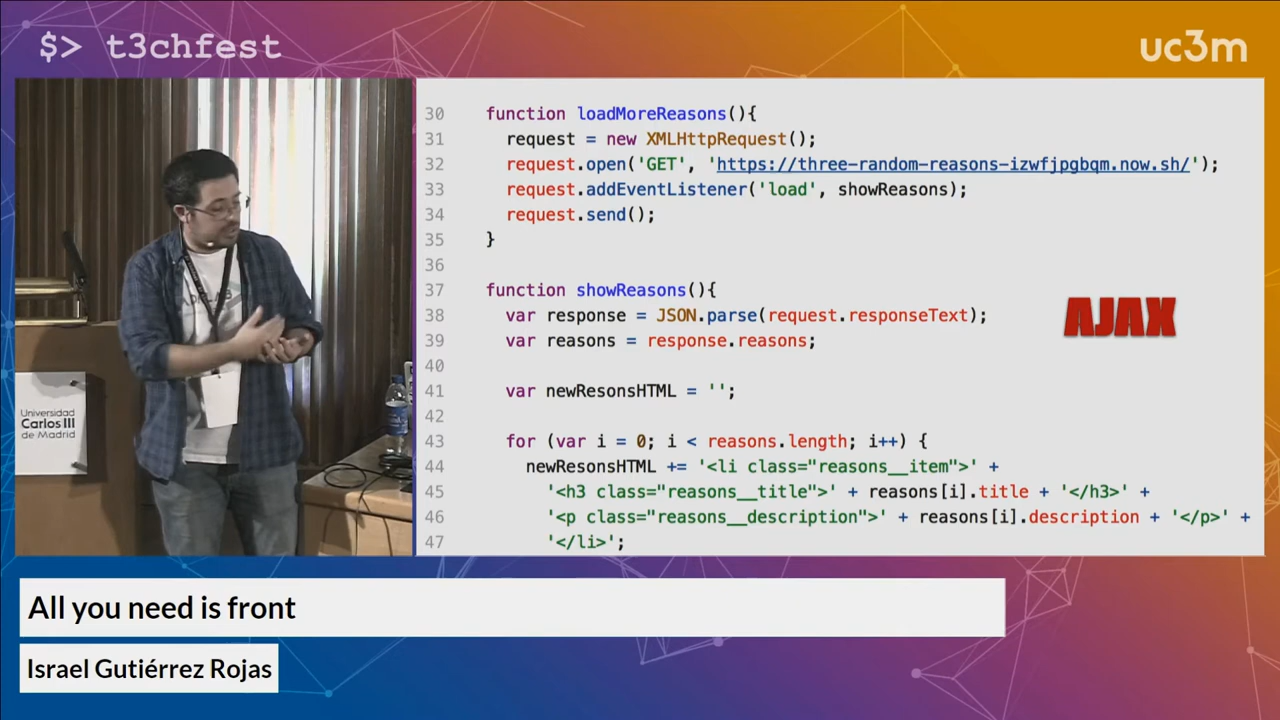 $> t3chfest
uc3m
30 function loadMoreReasons(){
31 request = new XMLHttpRequest();
32 request.open('GET', 'https://three-random-reasons-izwfjpgbqm.now.sh/');
33 request.addEventListener('load', showReasons);
34 request.send();
35 }
36
37 function showReasons(){
38 var response = JSON.parse(request.responseText);
39 var reasons = response.reasons;
40
41 var newResonsHTML = '';
42
43 for (var i = 0; i < reasons.length; i++) {
44 newResonsHTML += '<li class="reasons__item">' +
45 '<h3 class="reasons__title">' + reasons[i].title + '</h3>' +
46 '<p class="reasons__description">' + reasons[i].description + '</p>' +
47 '</li>';
AJAX
Universidad
Carlos III
de Madrid
All you need is front
Israel Gutiérrez Rojas